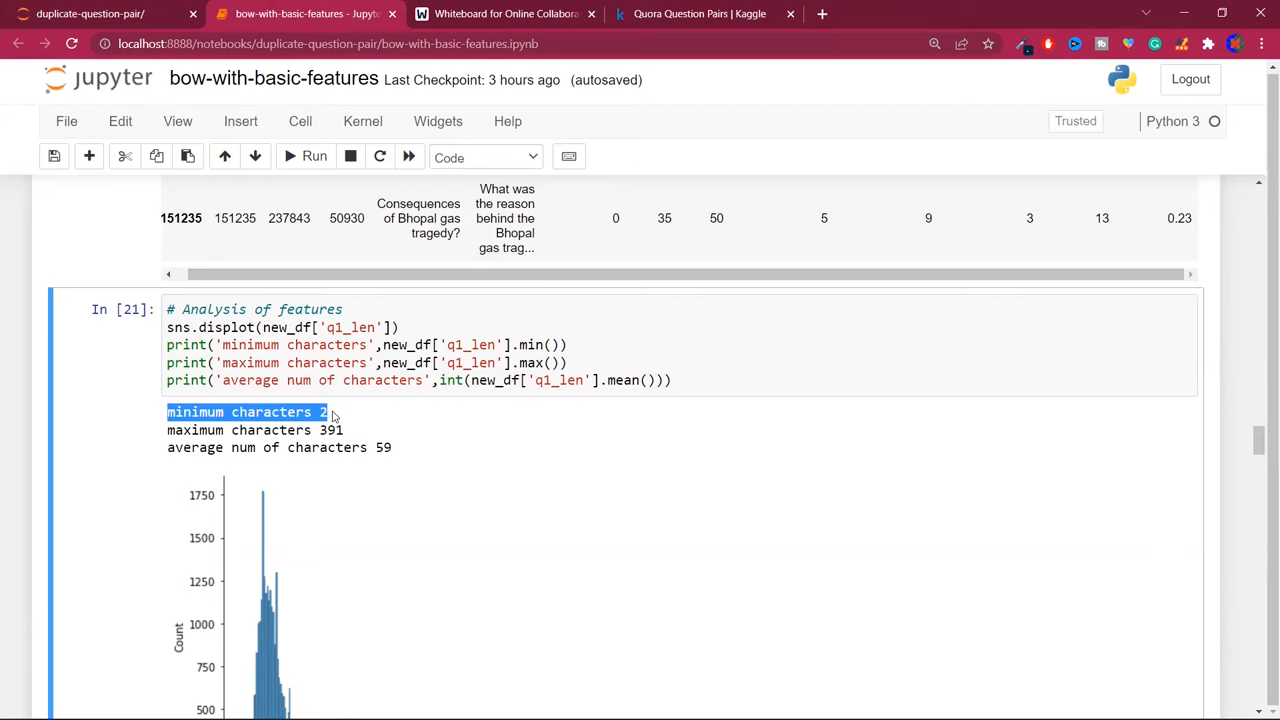 duplicate-question-pair/
bow-with-basic-features - Jupyte
Whiteboard for Online Collabora
Quora Question Pairs | Kaggle
localhost:8888/notebooks/duplicate-question-pair/bow-with-basic-features.ipynb
jupyter bow-with-basic-features Last Checkpoint: 3 hours ago (autosaved)
Logout
File Edit View Insert Cell Kernel Widgets Help
Trusted
Python 3
Run
Code
151235 151235 237843 50930 Consequences of Bhopal gas tragedy? What was the reason behind the Bhopal gas trag... 0 35 50 5 9 3 13 0.23
In [21]:
# Analysis of features
sns.displot(new_df['q1_len'])
print('minimum characters',new_df['q1_len'].min())
print('maximum characters',new_df['q1_len'].max())
print('average num of characters',int(new_df['q1_len'].mean()))
minimum characters 2
maximum characters 391
average num of characters 59
1750
1500
1250
1000
750
500
Count